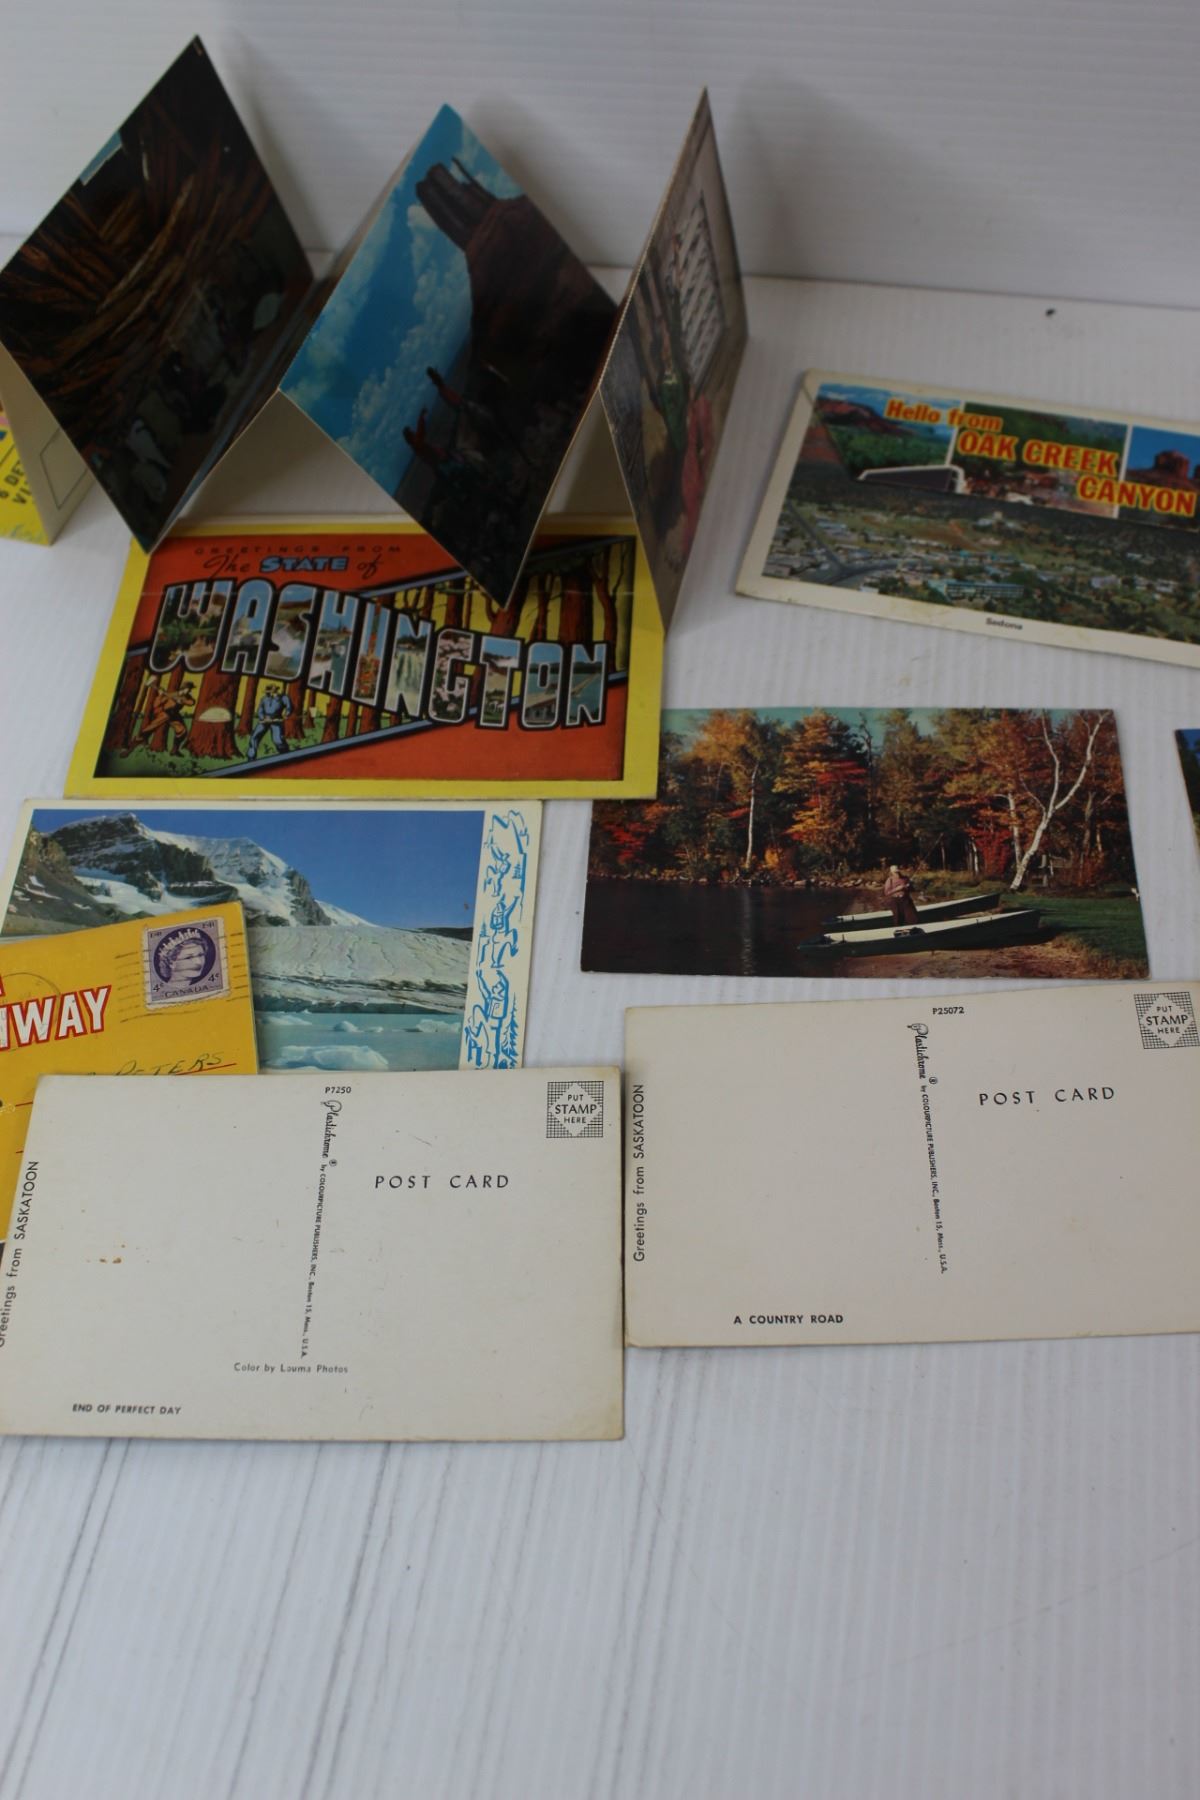 Hello from
OAK CREEK
CANYON
Sedona
GREETINGS FROM
The STATE of
WASHINGTON
4¢ 4¢
CANADA
PETERS
P7250
PUT
STAMP
HERE
Plastichrome ® by COLOURPICTURE PUBLISHERS, INC., Boston 15, Mass., U.S.A.
POST CARD
Greetings from SASKATOON
Color by Louma Photos
END OF PERFECT DAY
P25072
PUT
STAMP
HERE
Plastichrome ® by COLOURPICTURE PUBLISHERS, INC., Boston 15, Mass., U.S.A.
POST CARD
Greetings from SASKATOON
A COUNTRY ROAD